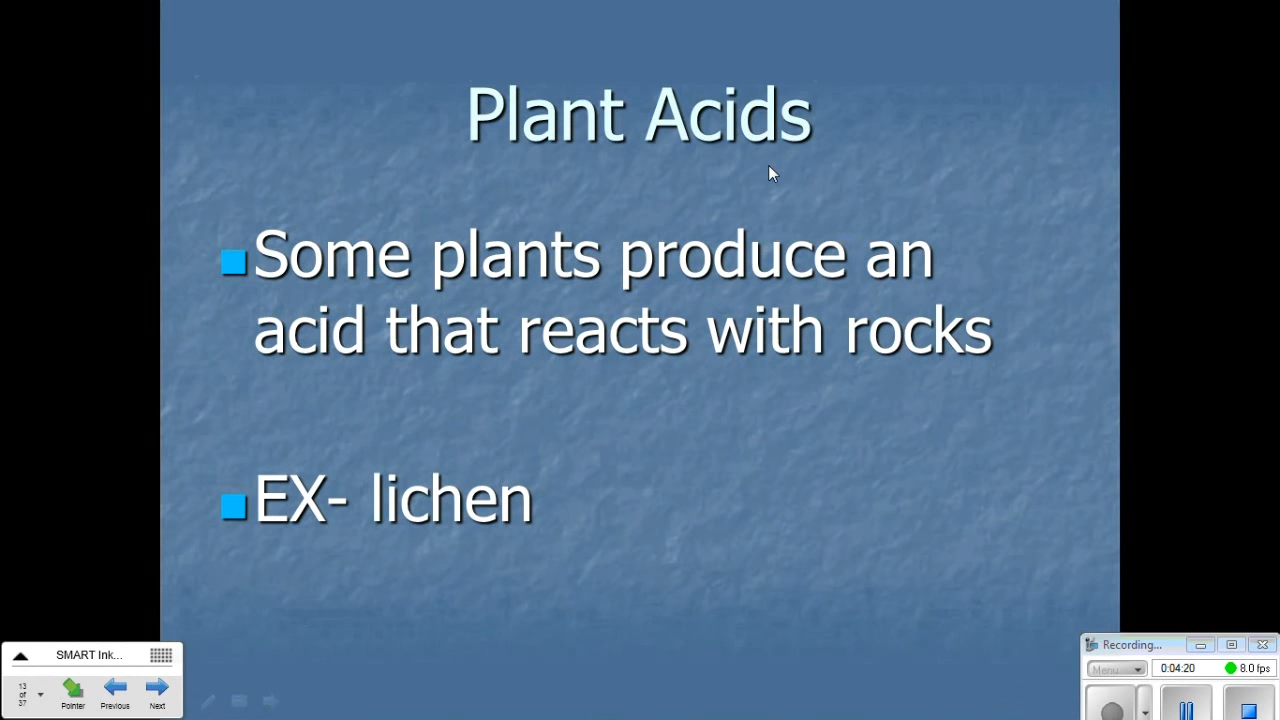 Plant Acids
Some plants produce an
acid that reacts with rocks
EX- lichen
SMART Ink...
13
of
37
Pointer
Previous
Next
Recording...
Menu
0:04:20
8.0 fps